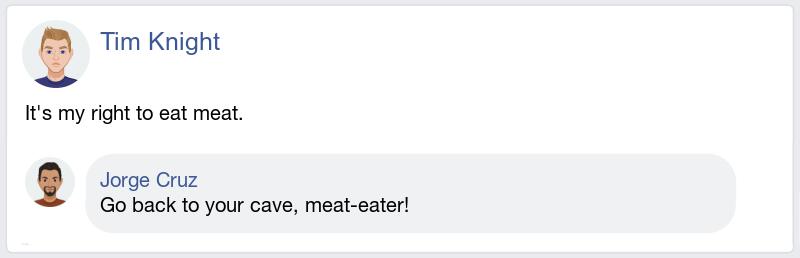 Tim Knight
It's my right to eat meat.
Jorge Cruz
Go back to your cave, meat-eater!